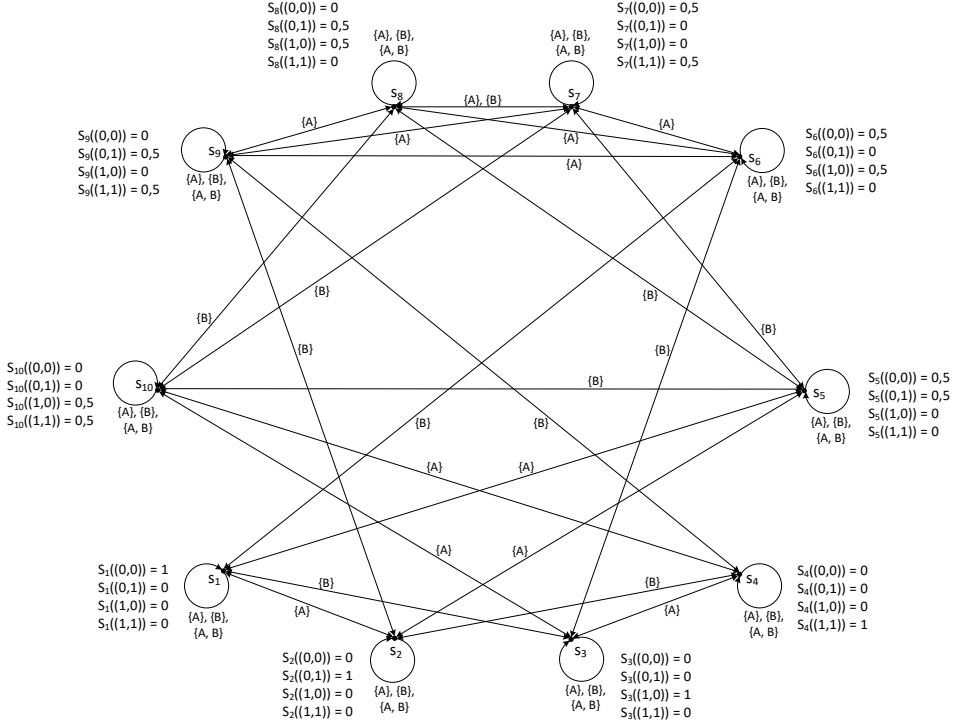 S8((0,0)) = 0
S8((0,1)) = 0,5
S8((1,0)) = 0,5
S8((1,1)) = 0
{A}, {B},
{A, B}
S8
{A}, {B},
{A, B}
S7
S7((0,0)) = 0,5
S7((0,1)) = 0
S7((1,0)) = 0
S7((1,1)) = 0,5
{A}, {B}
{A}
{A}
{A}
{A}
{A}
S9((0,0)) = 0
S9((0,1)) = 0,5
S9((1,0)) = 0
S9((1,1)) = 0,5
S9
{A}, {B},
{A, B}
S6
{A}, {B},
{A, B}
S6((0,0)) = 0,5
S6((0,1)) = 0
S6((1,0)) = 0,5
S6((1,1)) = 0
{B}
{B}
{B}
{B}
{B}
{B}
S10((0,0)) = 0
S10((0,1)) = 0
S10((1,0)) = 0,5
S10((1,1)) = 0,5
S10
{A}, {B},
{A, B}
{B}
S5
{A}, {B},
{A, B}
S5((0,0)) = 0,5
S5((0,1)) = 0,5
S5((1,0)) = 0
S5((1,1)) = 0
{B}
{B}
{A}
{A}
{A}
{A}
S1((0,0)) = 1
S1((0,1)) = 0
S1((1,0)) = 0
S1((1,1)) = 0
S1
{A}, {B},
{A, B}
{B}
{A}
{B}
{A}
S4
{A}, {B},
{A, B}
S4((0,0)) = 0
S4((0,1)) = 0
S4((1,0)) = 0
S4((1,1)) = 1
S2((0,0)) = 0
S2((0,1)) = 1
S2((1,0)) = 0
S2((1,1)) = 0
S2
{A}, {B},
{A, B}
S3
{A}, {B},
{A, B}
S3((0,0)) = 0
S3((0,1)) = 0
S3((1,0)) = 1
S3((1,1)) = 0